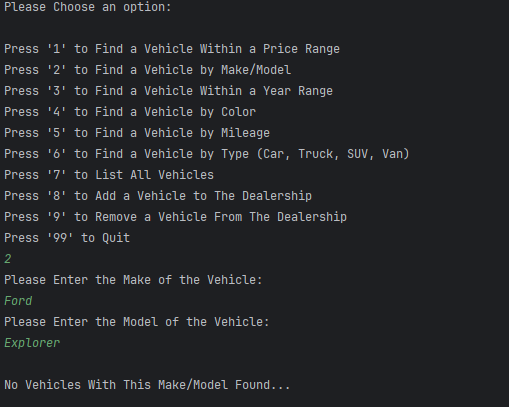 Please Choose an option:
Press '1' to Find a Vehicle Within a Price Range
Press '2' to Find a Vehicle by Make/Model
Press '3' to Find a Vehicle Within a Year Range
Press '4' to Find a Vehicle by Color
Press '5' to Find a Vehicle by Mileage
Press '6' to Find a Vehicle by Type (Car, Truck, SUV, Van)
Press '7' to List All Vehicles
Press '8' to Add a Vehicle to The Dealership
Press '9' to Remove a Vehicle From The Dealership
Press '99' to Quit
2
Please Enter the Make of the Vehicle:
Ford
Please Enter the Model of the Vehicle:
Explorer
No Vehicles With This Make/Model Found...